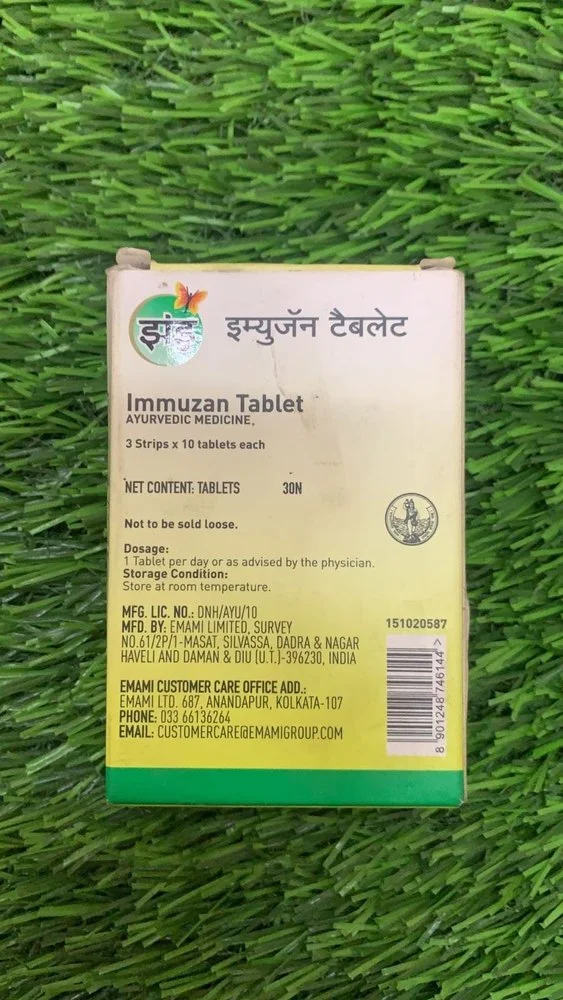 झंडु
इम्युजॅन टैबलेट
Immuzan Tablet
AYURVEDIC MEDICINE,
3 Strips x 10 tablets each
NET CONTENT: TABLETS 30N
Not to be sold loose.
Dosage:
1 Tablet per day or as advised by the physician.
Storage Condition:
Store at room temperature.
MFG. LIC. NO.: DNH/AYU/10
MFD. BY: EMAMI LIMITED, SURVEY
NO.61/2P/1-MASAT, SILVASSA, DADRA & NAGAR
HAVELI AND DAMAN & DIU (U.T.)-396230, INDIA
151020587
EMAMI CUSTOMER CARE OFFICE ADD.:
EMAMI LTD. 687, ANANDAPUR, KOLKATA-107
PHONE: 033 66136264
EMAIL: CUSTOMERCARE@EMAMIGROUP.COM
8 901248 746144 >